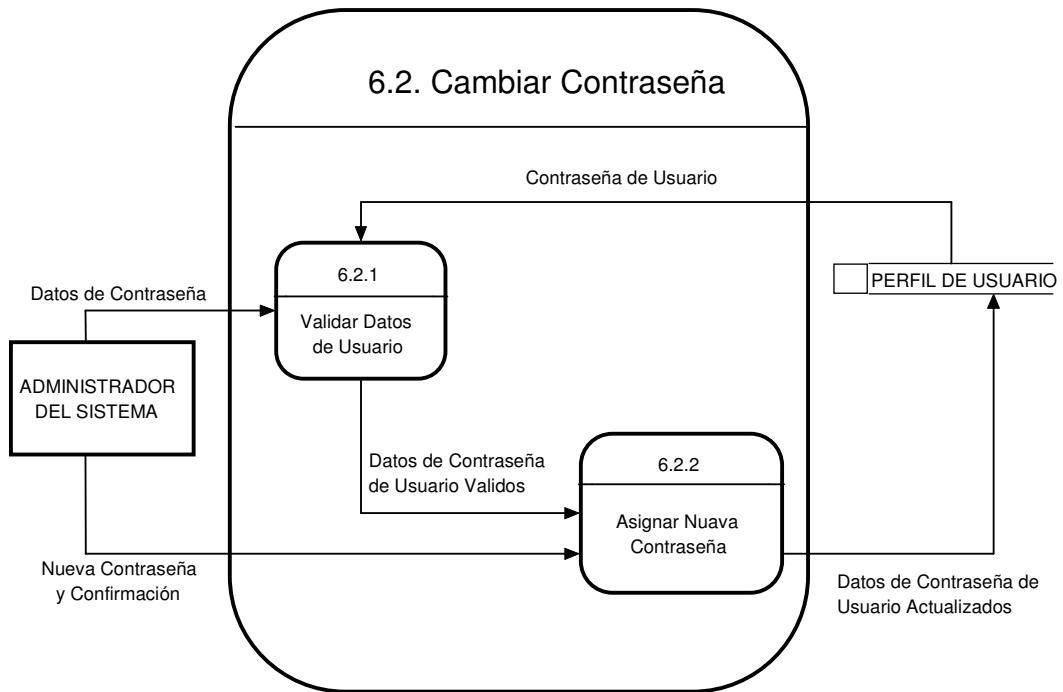 6.2. Cambiar Contraseña
Contraseña de Usuario
6.2.1
Validar Datos
de Usuario
PERFIL DE USUARIO
Datos de Contraseña
ADMINISTRADOR
DEL SISTEMA
Datos de Contraseña
de Usuario Validos
6.2.2
Asignar Nuava
Contraseña
Nueva Contraseña
y Confirmación
Datos de Contraseña de
Usuario Actualizados